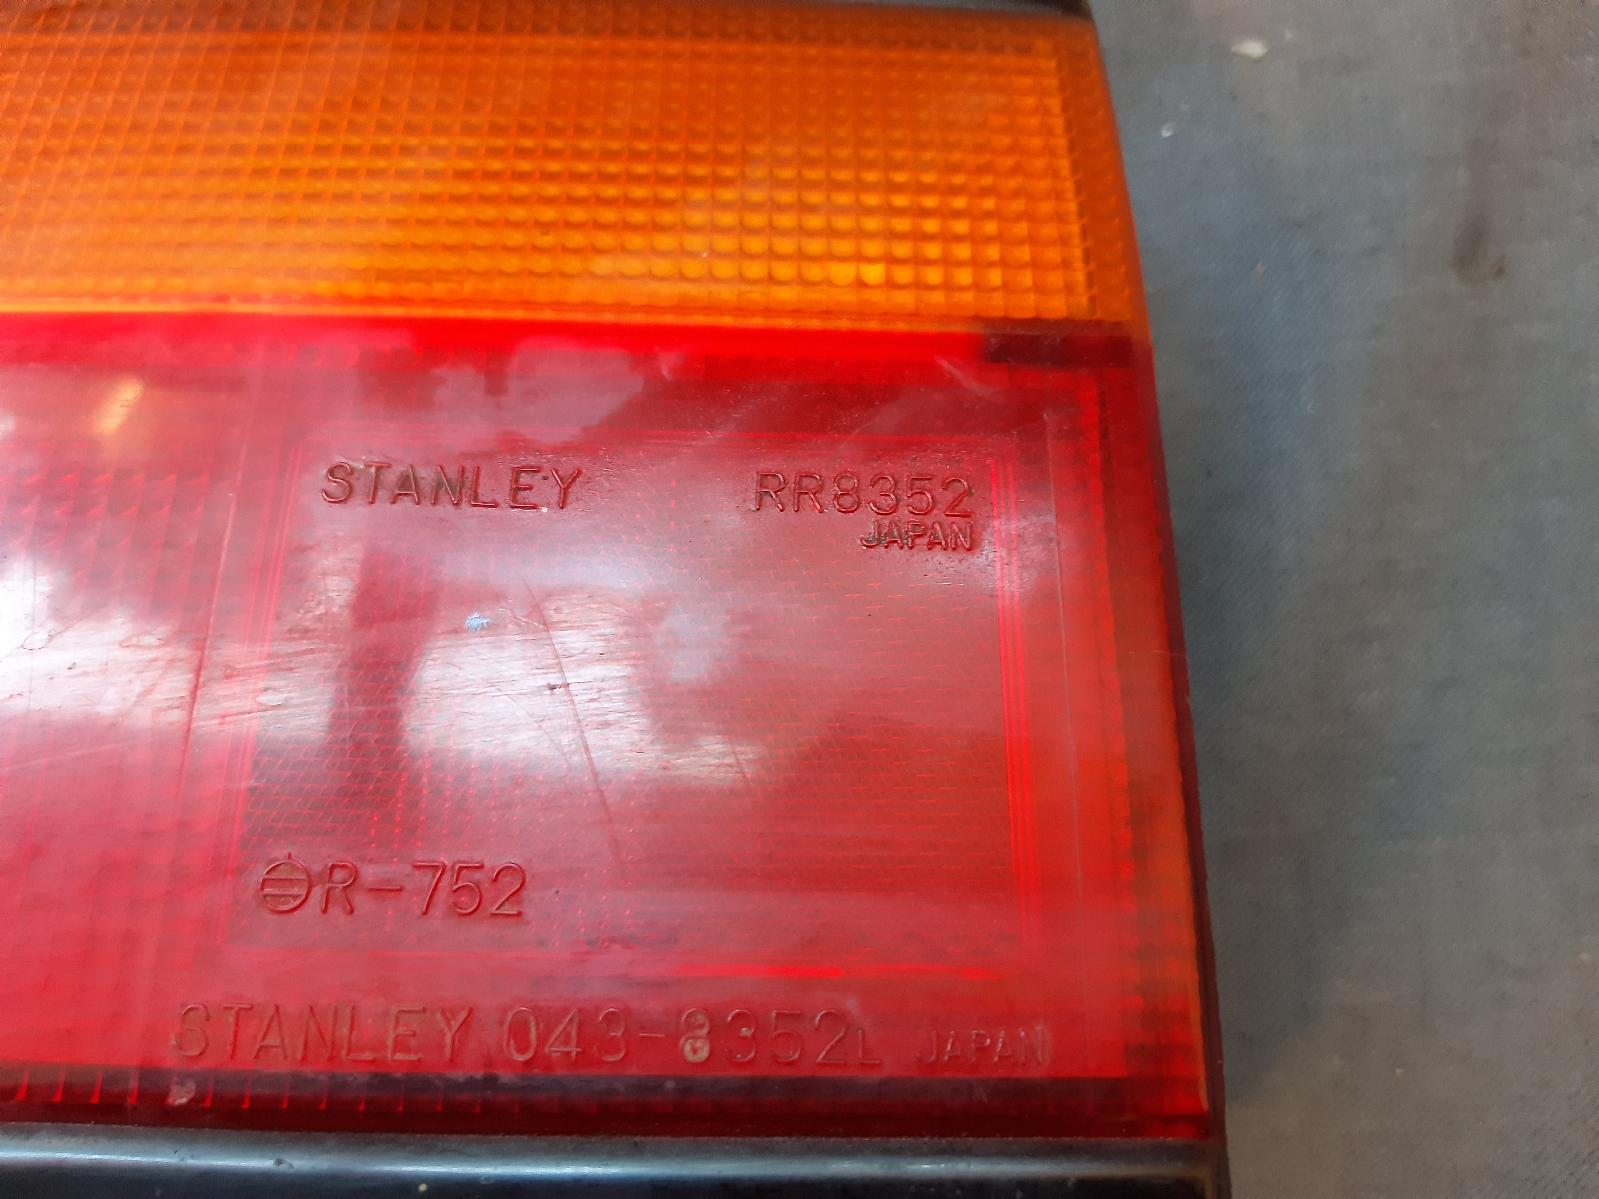 STANLEY RR8352
JAPAN
R-752
STANLEY 043-8352L JAPAN